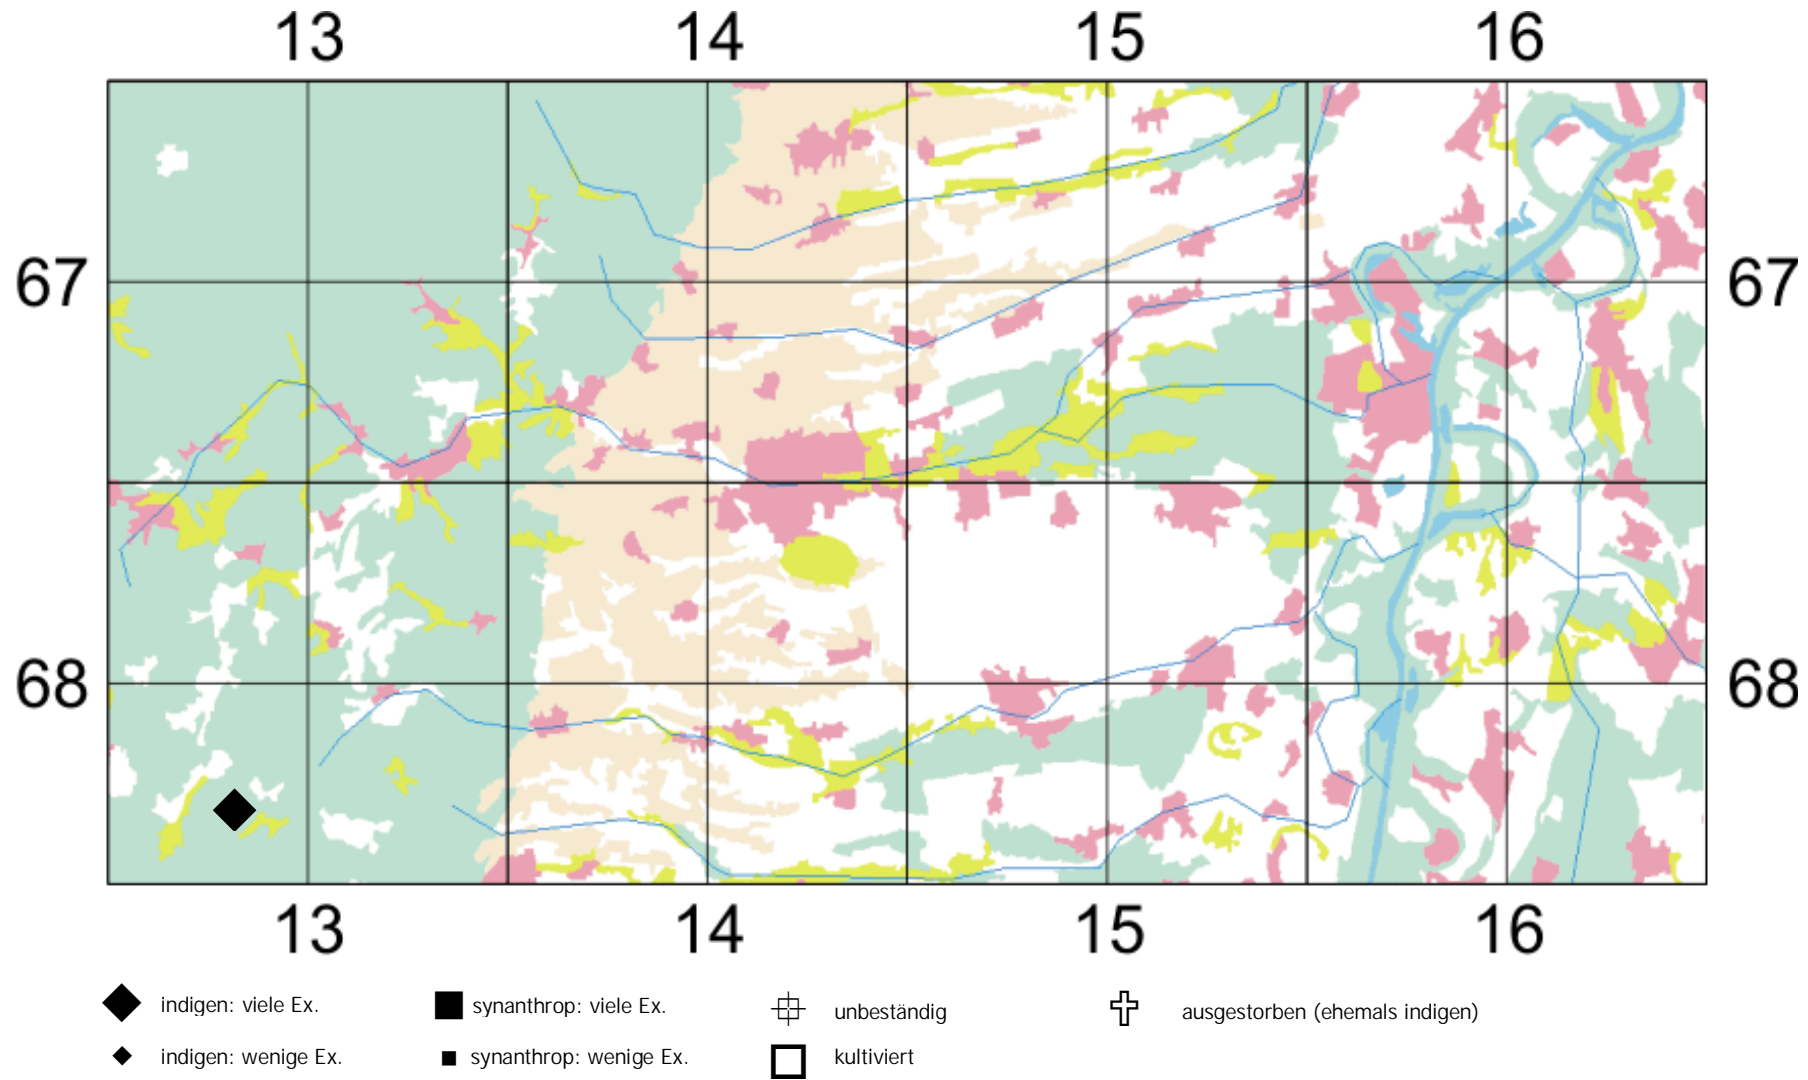 13 14 15 16
67 67
68 68
13 14 15 16
indigen: viele Ex. synanthrop: viele Ex. unbeständig ausgestorben (ehemals indigen)
indigen: wenige Ex. synanthrop: wenige Ex. kultiviert